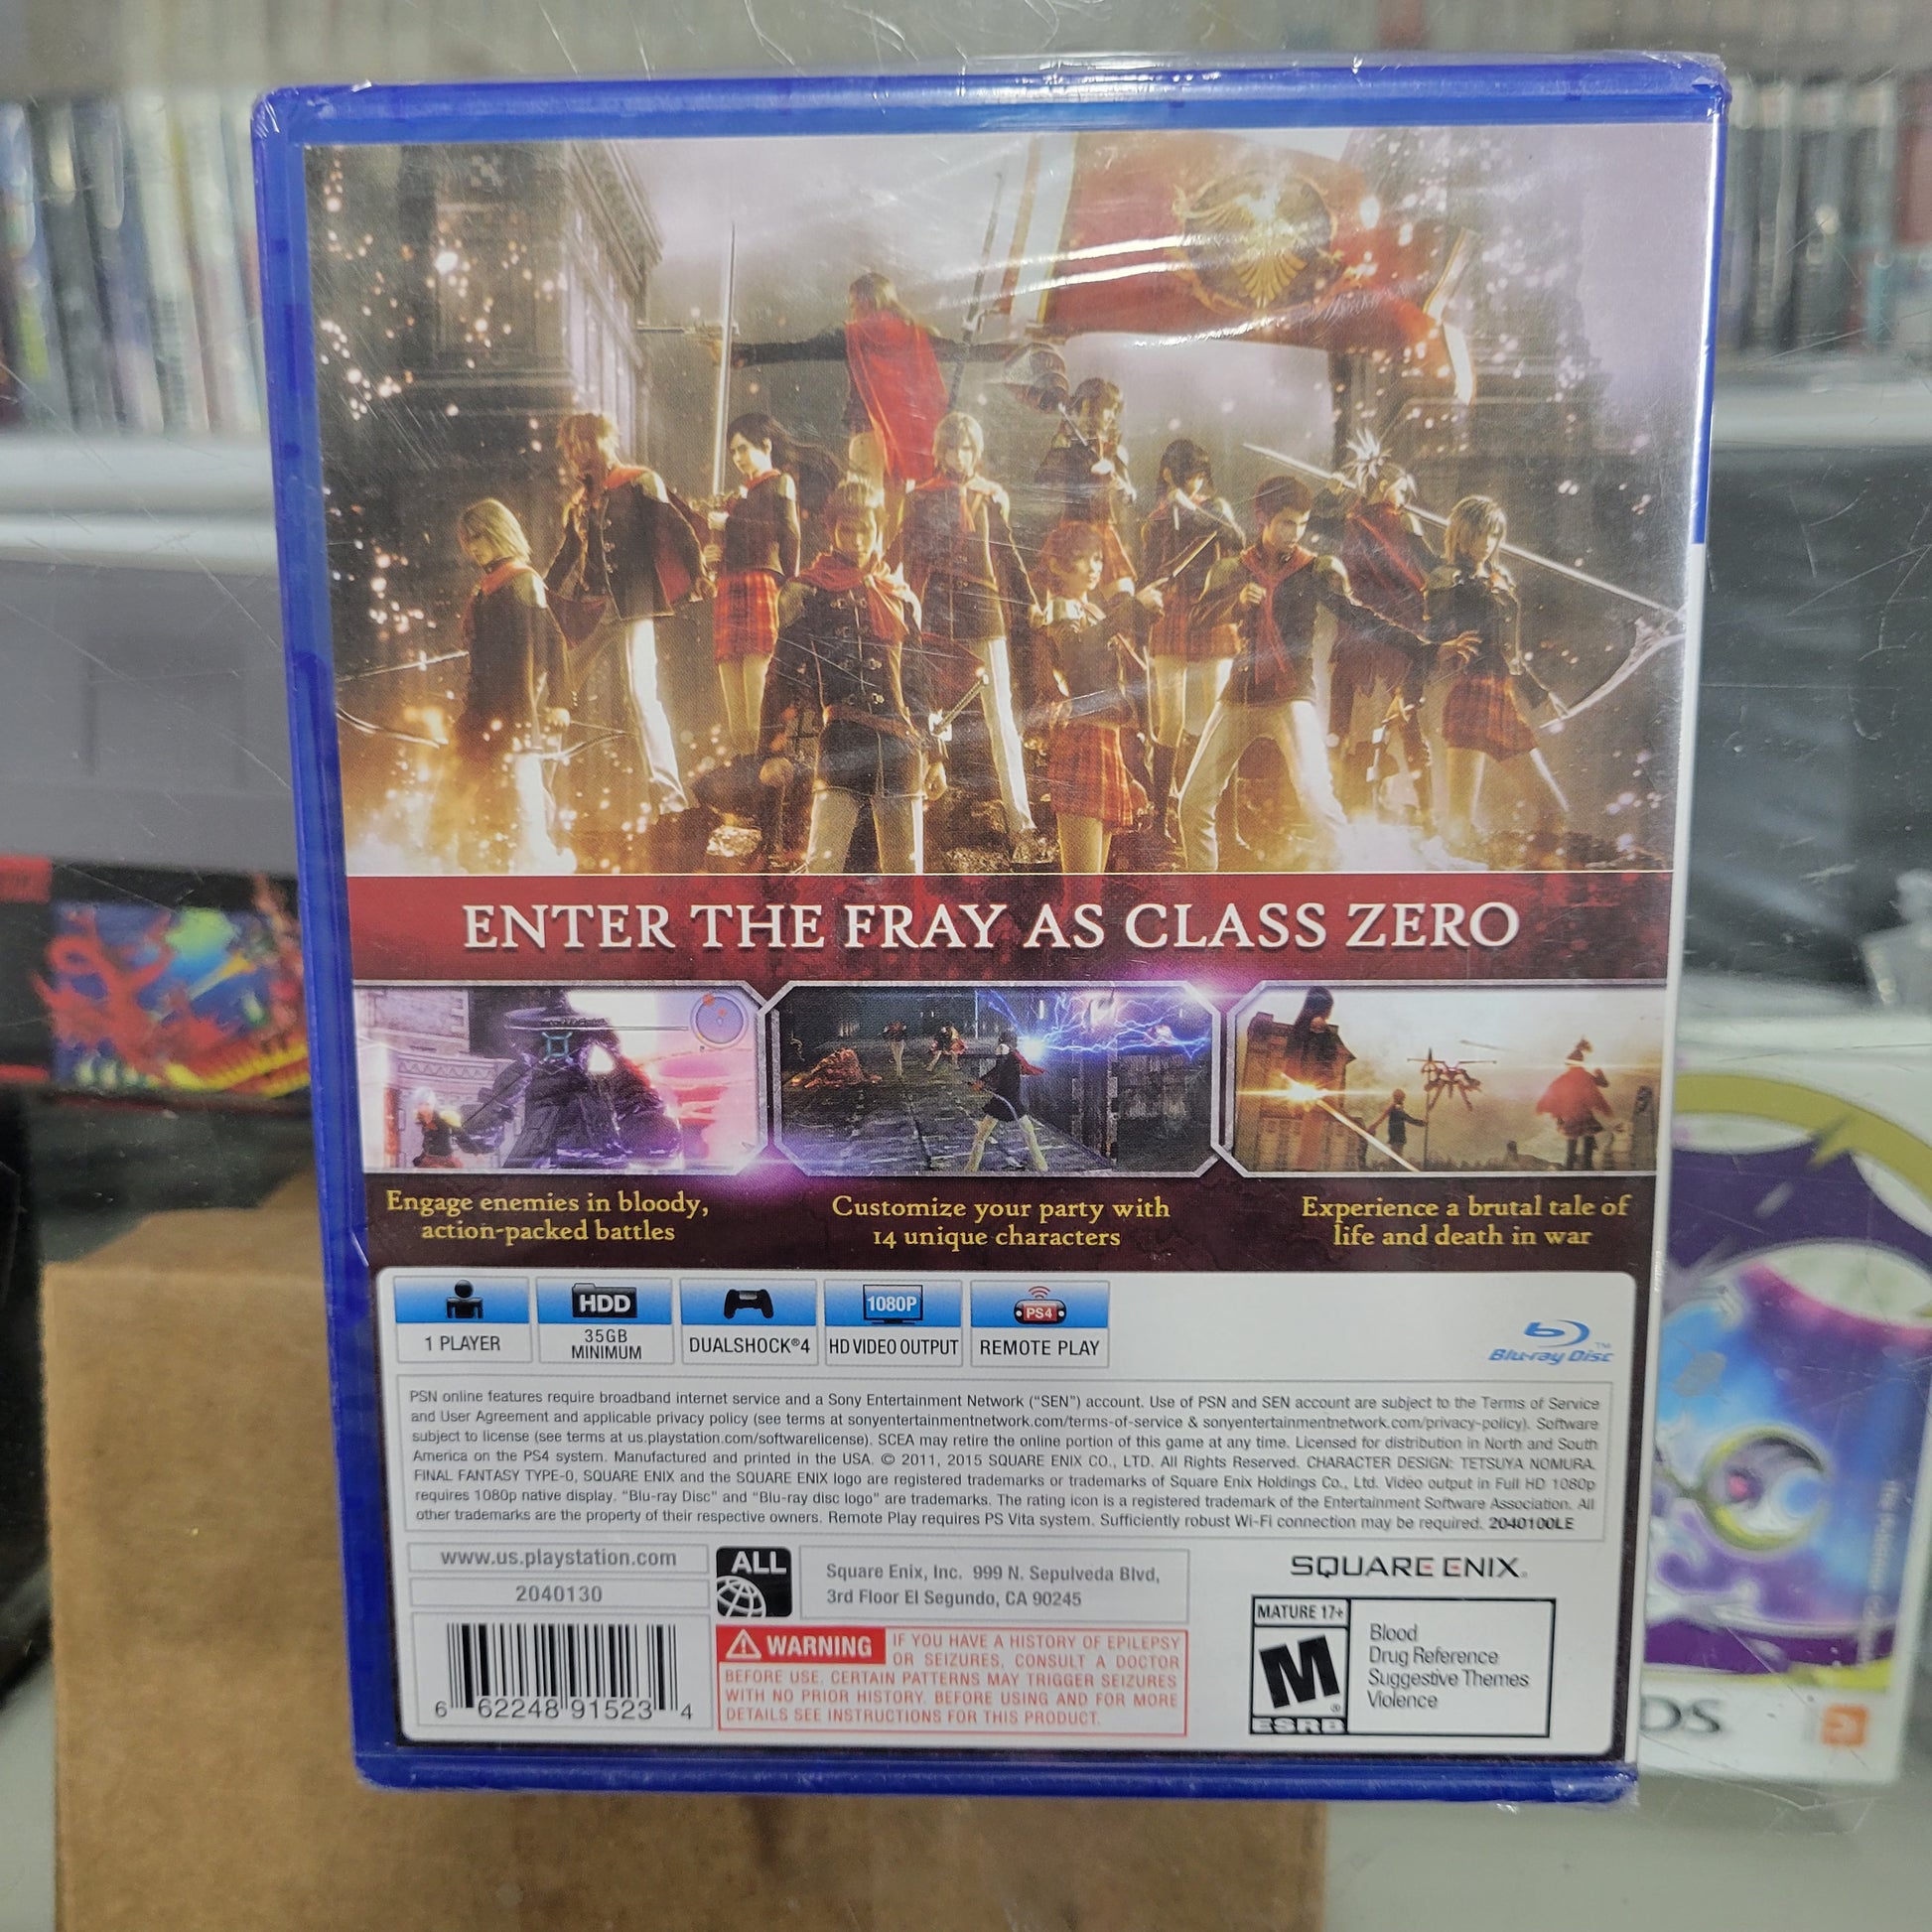 ENTER THE FRAY AS CLASS ZERO
Engage enemies in bloody,
action-packed battles
Customize your party with
14 unique characters
Experience a brutal tale of
life and death in war
1 PLAYER
HDD
35GB
MINIMUM
DUALSHOCK®4
1080P
HD VIDEO OUTPUT
PS4
REMOTE PLAY
Blu-ray Disc™
PSN online features require broadband internet service and a Sony Entertainment Network (“SEN”) account. Use of PSN and SEN account are subject to the Terms of Service
and User Agreement and applicable privacy policy (see terms at sonyentertainmentnetwork.com/terms-of-service & sonyentertainmentnetwork.com/privacy-policy). Software
subject to license (see terms at us.playstation.com/softwarelicense). SCEA may retire the online portion of this game at any time. Licensed for distribution in North and South
America on the PS4 system. Manufactured and printed in the USA. © 2011, 2015 SQUARE ENIX CO., LTD. All Rights Reserved. CHARACTER DESIGN: TETSUYA NOMURA.
FINAL FANTASY TYPE-0, SQUARE ENIX and the SQUARE ENIX logo are registered trademarks or trademarks of Square Enix Holdings Co., Ltd. Video output in Full HD 1080p
requires 1080p native display. “Blu-ray Disc” and “Blu-ray disc logo” are trademarks. The rating icon is a registered trademark of the Entertainment Software Association. All
other trademarks are the property of their respective owners. Remote Play requires PS Vita system. Sufficiently robust Wi-Fi connection may be required. 2040100LE
www.us.playstation.com
2040130
ALL
Square Enix, Inc. 999 N. Sepulveda Blvd,
3rd Floor El Segundo, CA 90245
SQUARE ENIX.
WARNING IF YOU HAVE A HISTORY OF EPILEPSY
OR SEIZURES, CONSULT A DOCTOR
BEFORE USE. CERTAIN PATTERNS MAY TRIGGER SEIZURES
WITH NO PRIOR HISTORY. BEFORE USING AND FOR MORE
DETAILS SEE INSTRUCTIONS FOR THIS PRODUCT.
6 62248 91523 4
MATURE 17+
M
ESRB
Blood
Drug Reference
Suggestive Themes
Violence
DS